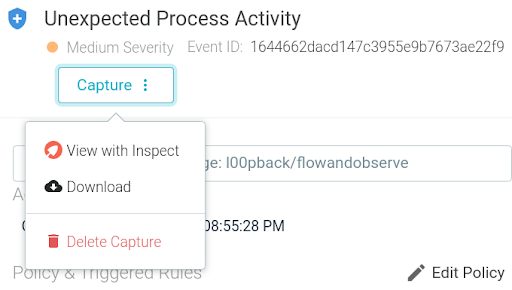 Unexpected Process Activity
Medium Severity Event ID: 1644662dacd147c3955e9b7673ae22f9
Capture
View with Inspect
ge: l00pback/flowandobserve
Download
08:55:28 PM
Delete Capture
Policy & Triggered Rules Edit Policy